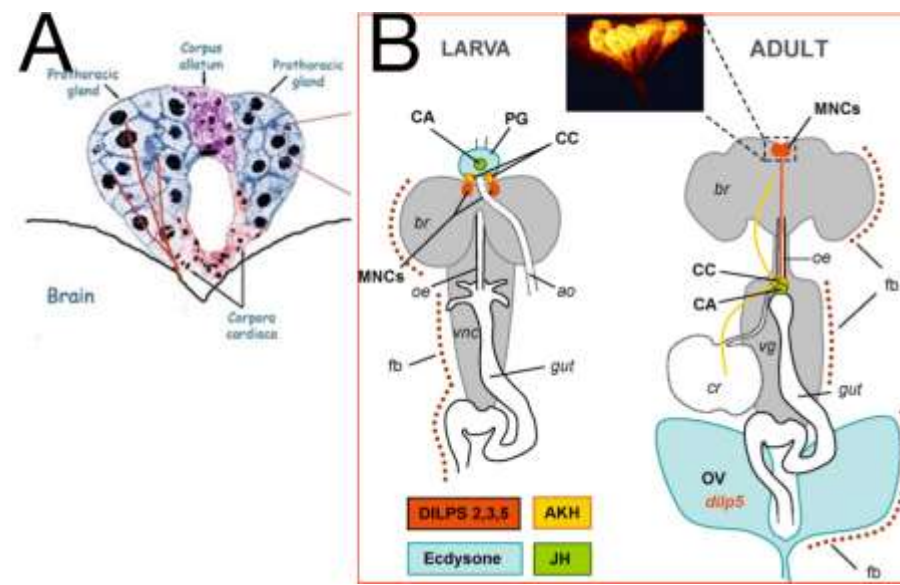 A
Prothoracic
gland
Corpus
allatum
Prothoracic
gland
Brain
Corpora
cardiaca
B
LARVA
ADULT
CA
PG
CC
MNCs
br
br
MNCs
oe
ao
oe
CC
CA
fb
fb
vnc
vg
gut
gut
cr
OV
dilp5
fb
DILPS 2,3,5
AKH
Ecdysone
JH